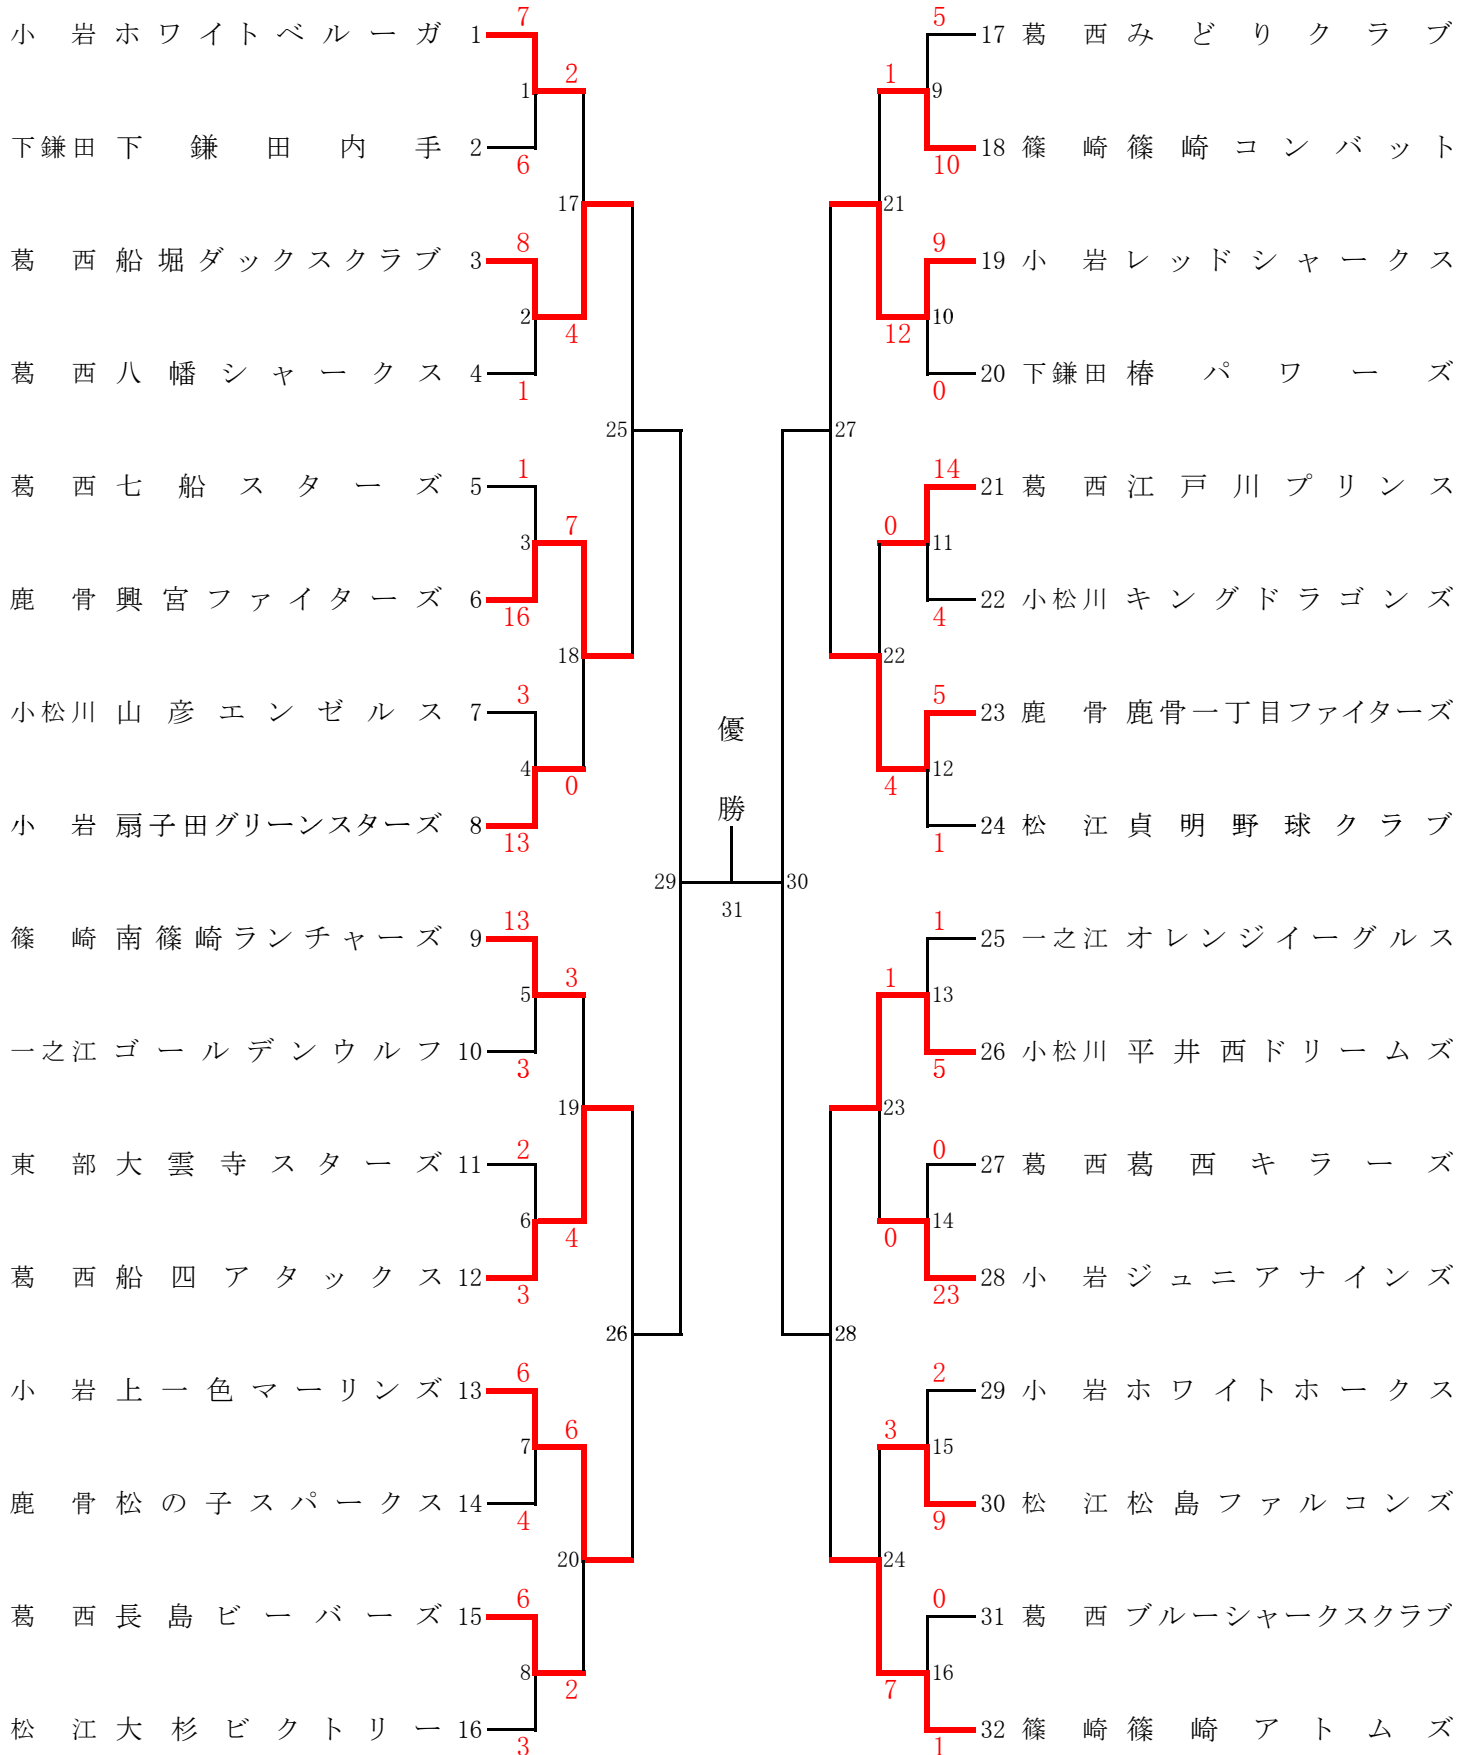 7
小岩 ホワイトベルーガ 1
1
2
下鎌田 下鎌田内手 2
6
17
8
葛西 船堀ダックスクラブ 3
2
4
葛西 八幡シャークス 4
1
25
1
葛西 七船スターズ 5
7
3
鹿骨 興宮ファイターズ 6
16
18
3
小松川 山彦エンゼルス 7
4
0
小岩 扇子田グリーンスターズ 8
13
29
13
篠崎 南篠崎ランチャーズ 9
3
5
一之江 ゴールデンウルフ 10
3
19
2
東部 大雲寺スターズ 11
6
4
葛西 船四アタックス 12
3
26
6
小岩 上一色マーリンズ 13
6
7
鹿骨 松の子スパークス 14
4
20
6
葛西 長島ビーバーズ 15
8
2
松江 大杉ビクトリー 16
3
優
勝
31
5
17 葛西 みどりクラブ
1
9
18 篠崎 篠崎コンバット
10
21
9
19 小岩 レッドシャークス
12
10
20 下鎌田 椿パワーズ
0
27
14
21 葛西 江戸川プリンス
0
11
22 小松川 キングドラゴンズ
4
22
5
23 鹿骨 鹿骨一丁目ファイターズ
4
12
24 松江 貞明野球クラブ
1
30
1
25 一之江 オレンジイーグルス
1
13
26 小松川 平井西ドリームズ
5
23
0
27 葛西 葛西キラーズ
0
14
28 小岩 ジュニアナインズ
23
28
2
29 小岩 ホワイトホークス
3
15
30 松江 松島ファルコンズ
9
24
0
31 葛西 ブルーシャークスクラブ
7
16
32 篠崎 篠崎アトムズ
1